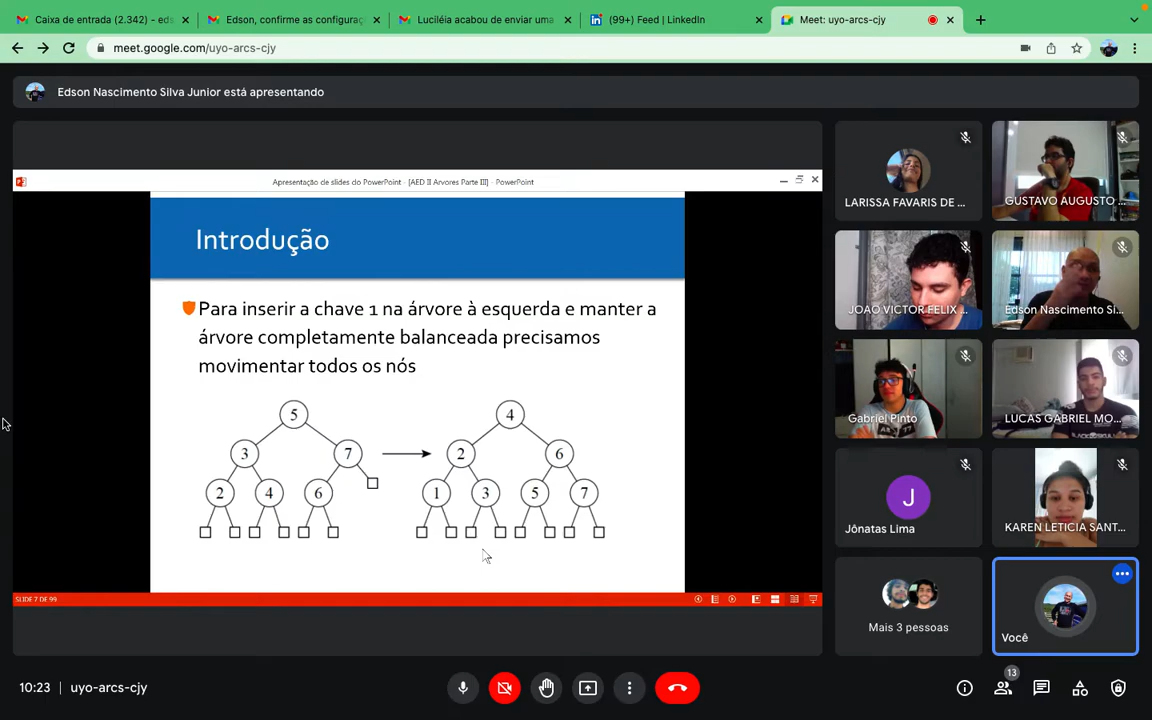 Caixa de entrada (2.342) - eds
Edson, confirme as configuraç
Luciléia acabou de enviar uma
(99+) Feed | LinkedIn
Meet: uyo-arcs-cjy
meet.google.com/uyo-arcs-cjy
Edson Nascimento Silva Junior está apresentando
Apresentação de slides do PowerPoint - [AED II Arvores Parte III] - PowerPoint
Introdução
Para inserir a chave 1 na árvore à esquerda e manter a
árvore completamente balanceada precisamos
movimentar todos os nós
5
4
3
7
2
6
2
4
6
1
3
5
7
SLIDE 7 DE 99
LARISSA FAVARIS DE ...
GUSTAVO AUGUSTO ...
JOAO VICTOR FELIX ...
Edson Nascimento Si...
Gabriel Pinto
LUCAS GABRIEL MO...
J
Jônatas Lima
KAREN LETICIA SANT...
Mais 3 pessoas
Você
10:23 | uyo-arcs-cjy
13